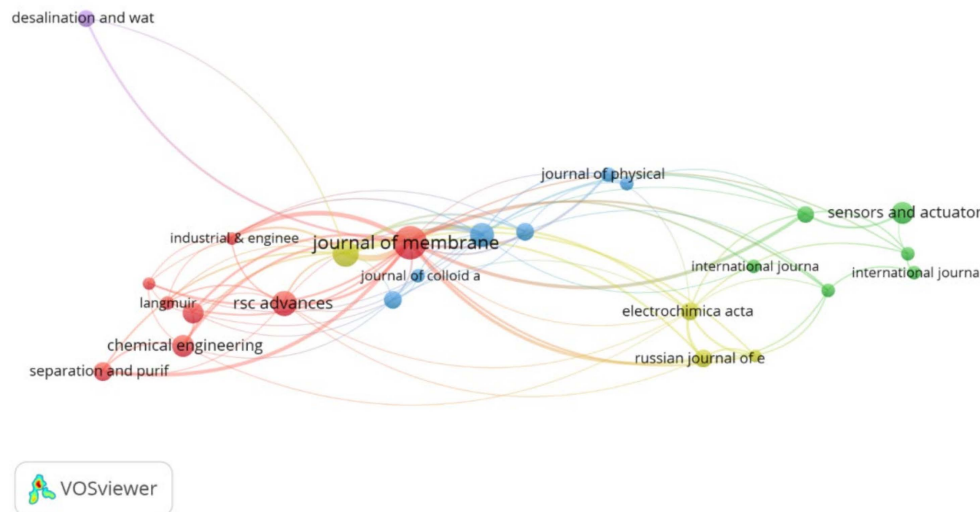 desalination and wat
journal of physical
sensors and actuator
industrial & enginee
journal of membrane
international journa
international journa
journal of colloid a
langmuir
rsc advances
electrochimica acta
chemical engineering
russian journal of e
separation and purif
VOSviewer